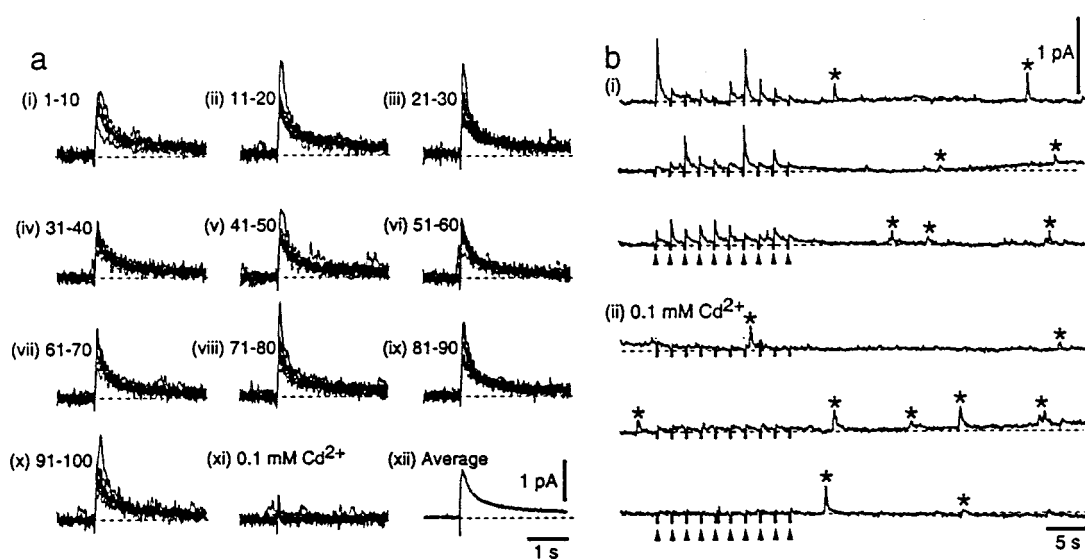 a
(i) 1-10
(ii) 11-20
(iii) 21-30
(iv) 31-40
(v) 41-50
(vi) 51-60
(vii) 61-70
(viii) 71-80
(ix) 81-90
(x) 91-100
(xi) 0.1 mM Cd2+
(xii) Average
1 pA
1 s
b
(i)
* *
1 pA
* *
* * *
(ii) 0.1 mM Cd2+
* *
* * * * *
* *
5 s